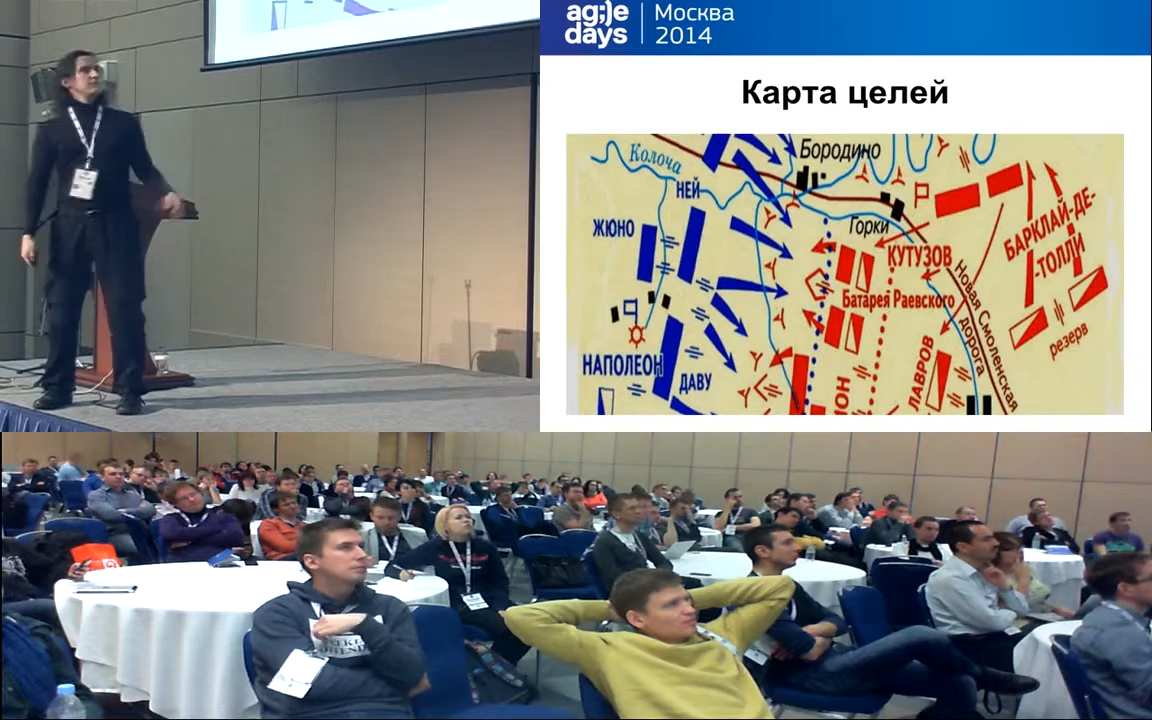 ag;)e
days
Москва
2014
Карта целей
Колоча
Бородино
НЕЙ
ЖЮНО
Горки
КУТУЗОВ
БАРКЛАЙ-ДЕ-
-ТОЛЛИ
Батарея Раевского
Новая Смоленская
дорога
резерв
НАПОЛЕОН
ДАВУ
ЛАВРОВ